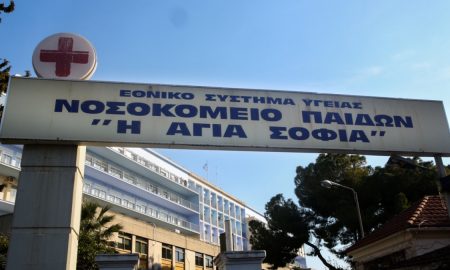 ΕΘΝΙΚΟ ΣΥΣΤΗΜΑ ΥΓΕΙΑΣ
ΝΟΣΟΚΟΜΕΙΟ ΠΑΙΔΩΝ
"Η ΑΓΙΑ ΣΟΦΙΑ"